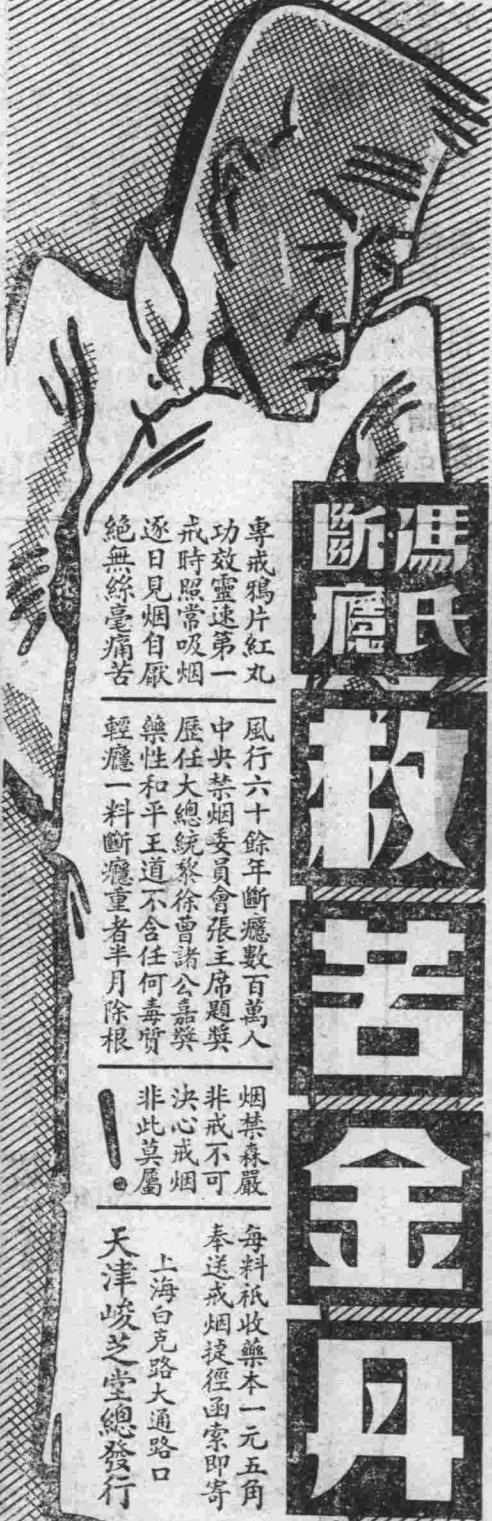 馮氏
斷癮
救苦金丹
專戒鴉片紅丸
功效靈速第一
戒時照常吸烟
逐日見烟自厭
絕無絲毫痛苦
風行六十餘年斷癮數百萬人
中央禁烟委員會張主席題獎
歷任大總統黎徐曹諸公嘉獎
藥性和平王道不含任何毒質
輕癮一料斷癮重者半月除根
烟禁森嚴
非戒不可
決心戒烟
非此莫屬
！
每料祇收藥本一元五角
奉送戒烟捷徑函索即寄
上海白克路大通路口
天津峻芝堂總發行